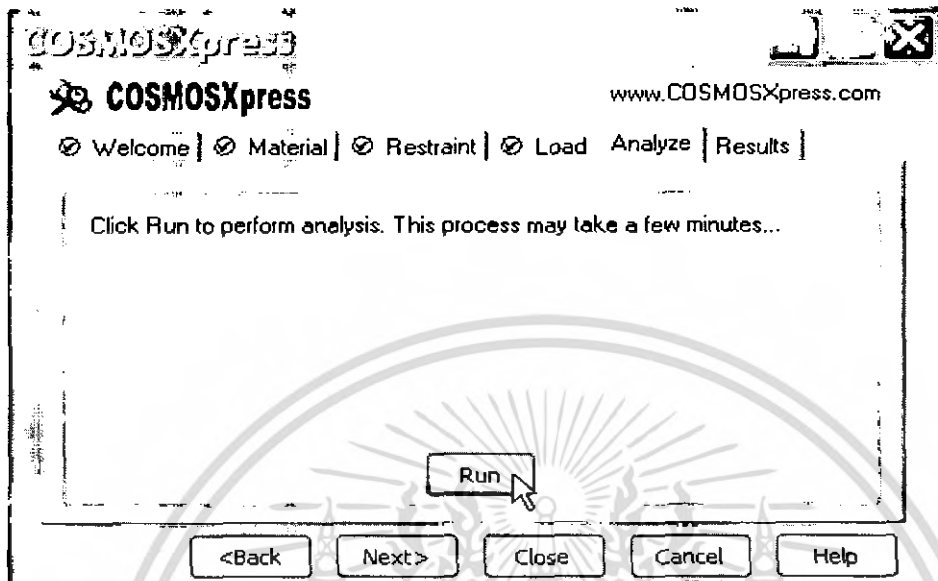 COSMOSXpress
COSMOSXpress www.COSMOSXpress.com
Welcome Material Restraint Load Analyze Results
Click Run to perform analysis. This process may take a few minutes...
Run
<Back Next> Close Cancel Help